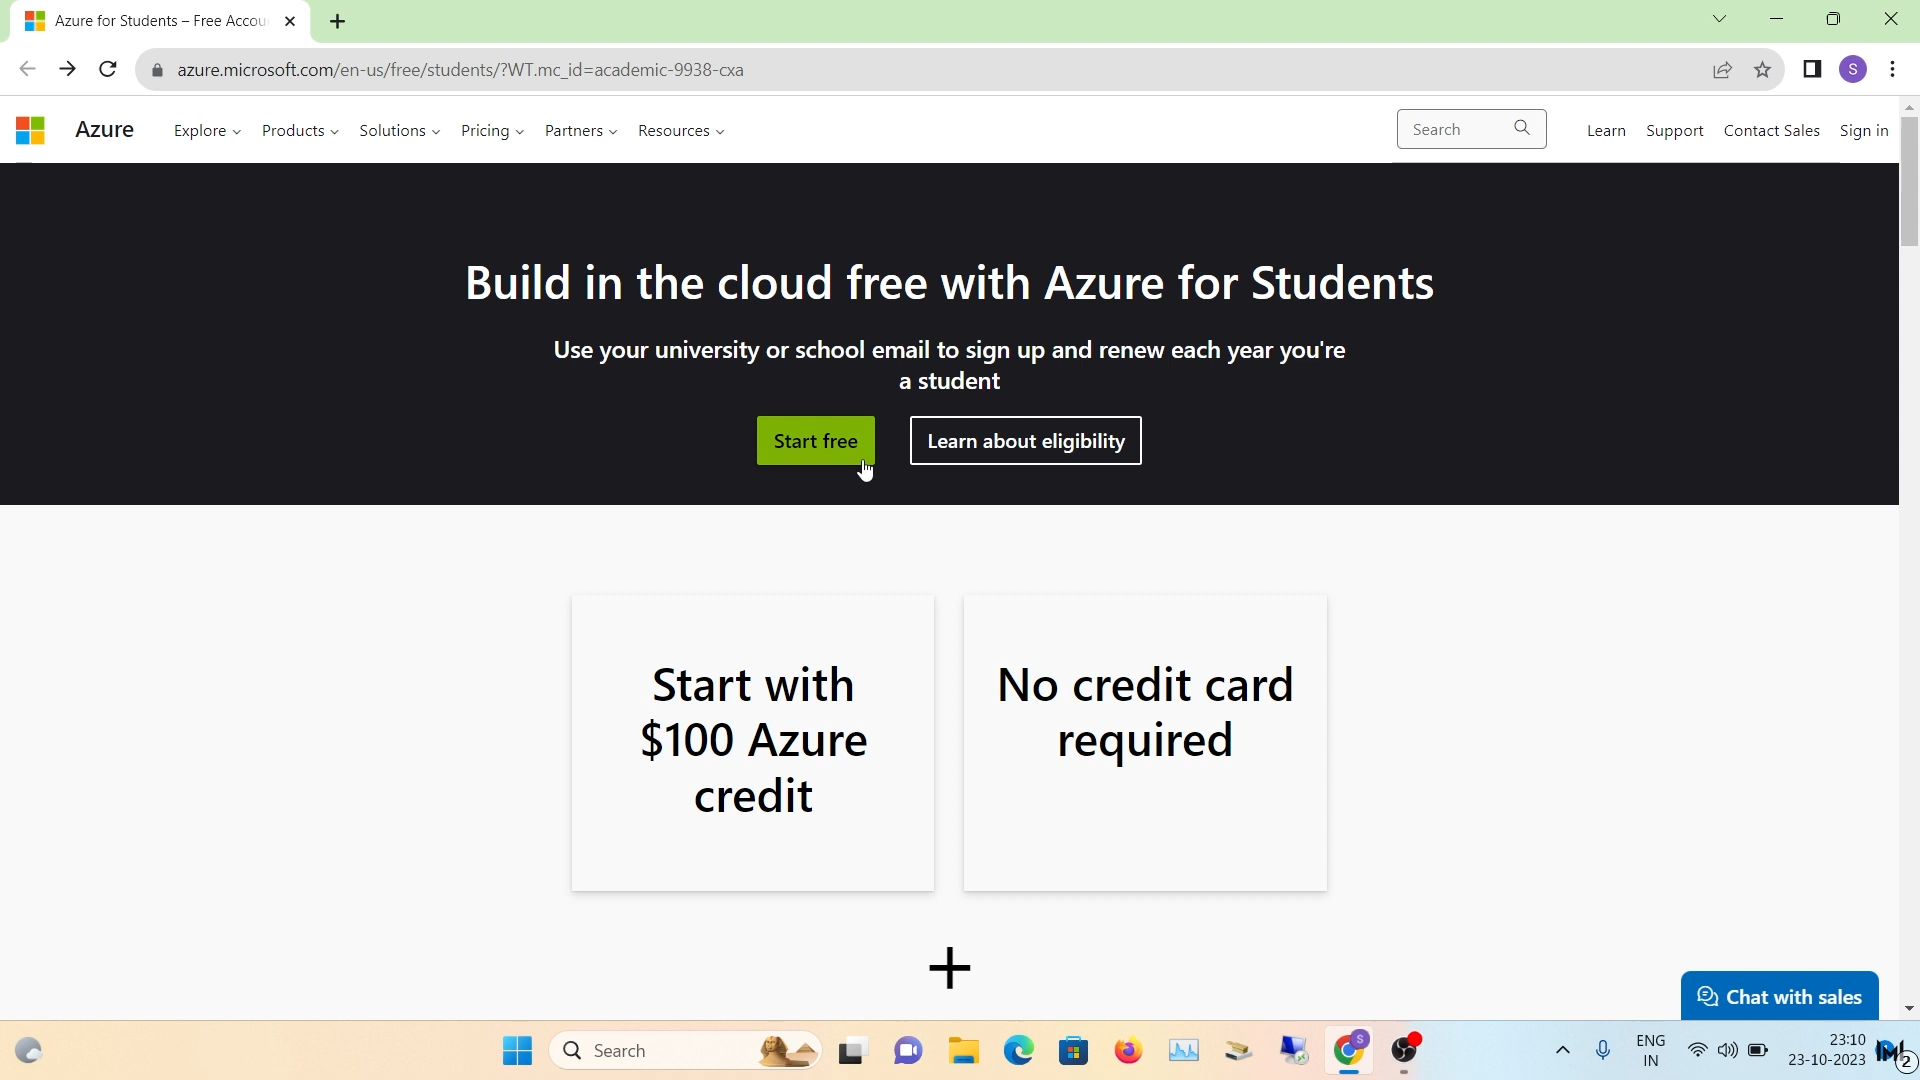 Azure for Students – Free Accou
azure.microsoft.com/en-us/free/students/?WT.mc_id=academic-9938-cxa
S
Azure
Explore
Products
Solutions
Pricing
Partners
Resources
Search
Learn
Support
Contact Sales
Sign in
Build in the cloud free with Azure for Students
Use your university or school email to sign up and renew each year you're
a student
Start free
Learn about eligibility
Start with
$100 Azure
credit
No credit card
required
+
Chat with sales
Search
S
ENG
IN
23:10
23-10-2023
2